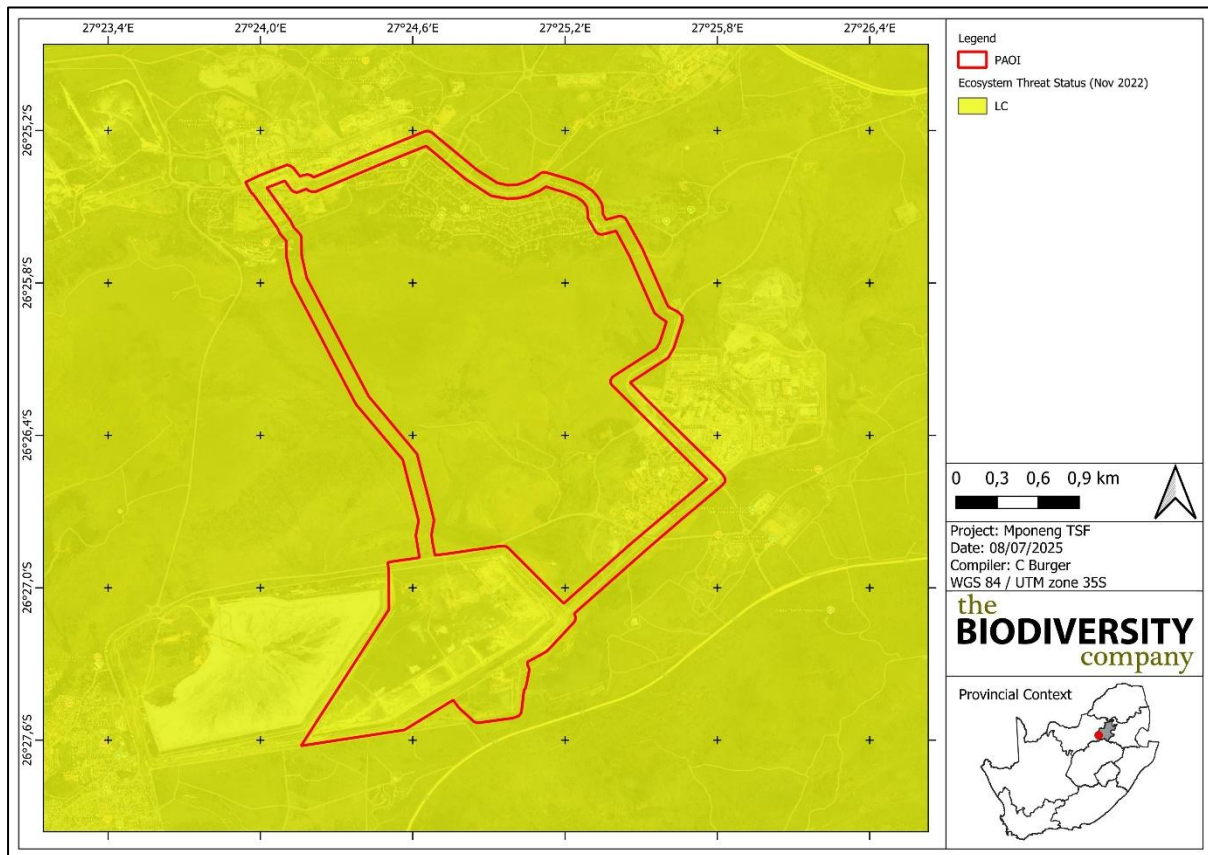 27°23,4'E 27°24,0'E 27°24,6'E 27°25,2'E 27°25,8'E 27°26,4'E
26°25,2'S
26°25,8'S
26°26,4'S
26°27,0'S
26°27,6'S
Legend
PAOI
Ecosystem Threat Status (Nov 2022)
LC
0 0,3 0,6 0,9 km
Project: Mponeng TSF
Date: 08/07/2025
Compiler: C Burger
WGS 84 / UTM zone 35S
the
BIODIVERSITY
company
Provincial Context